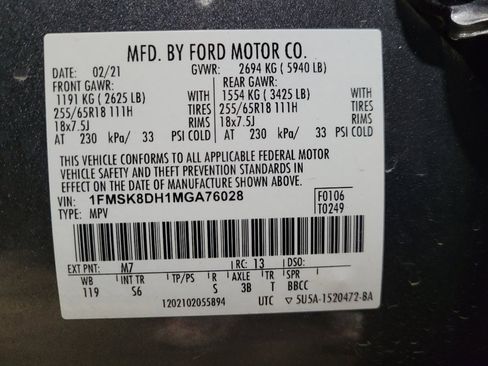 MFD. BY FORD MOTOR CO.
DATE: 02/21 GVWR: 2694 KG ( 5940 LB)
FRONT GAWR: REAR GAWR:
1191 KG ( 2625 LB) WITH 1554 KG ( 3425 LB) WITH
255/65R18 111H TIRES 255/65R18 111H TIRES
18x7.5J RIMS 18x7.5J RIMS
AT 230 kPa/ 33 PSI COLD AT 230 kPa/ 33 PSI COLD
THIS VEHICLE CONFORMS TO ALL APPLICABLE FEDERAL MOTOR
VEHICLE SAFETY AND THEFT PREVENTION STANDARDS IN
EFFECT ON THE DATE OF MANUFACTURE SHOWN ABOVE.
VIN: 1FMSK8DH1MGA76028 F0106
TYPE: MPV T0249
EXT PNT: M7 RC: 13 DSO:
WB INT TR TP/PS R AXLE TR SPR
119 S6 S 3B T BBCC
1202102055894 UTC ▽ 5U5A-1520472-BA